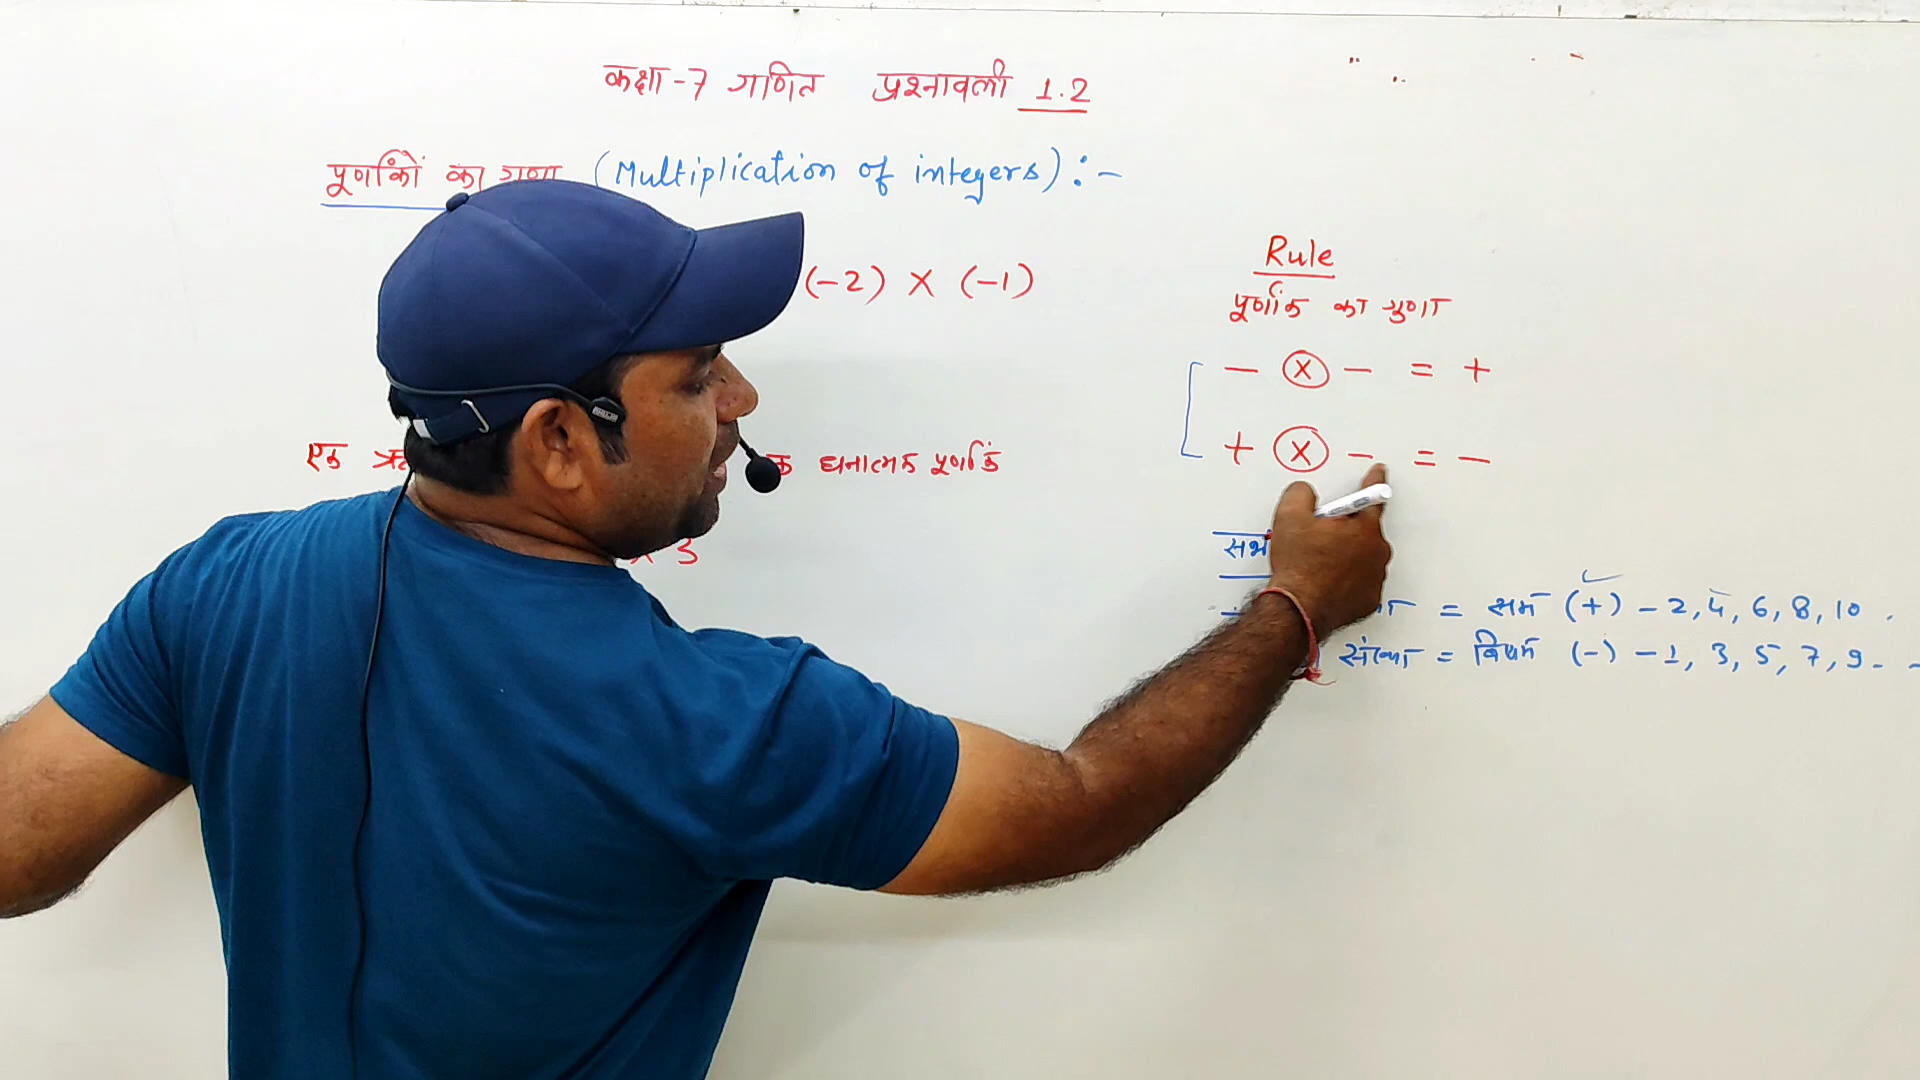 कक्षा-7 गणित प्रश्नावली 1.2
पूर्णांकों का गुणा (Multiplication of integers):-
(-2) X (-1)
एक धनात्मक पूर्णांक
x 3
Rule
पूर्णांक का गुणा
- X - = +
+ X - = -
= सम (+) - 2, 4, 6, 8, 10 .
संख्या = विषम (-) - 1, 3, 5, 7, 9 - -